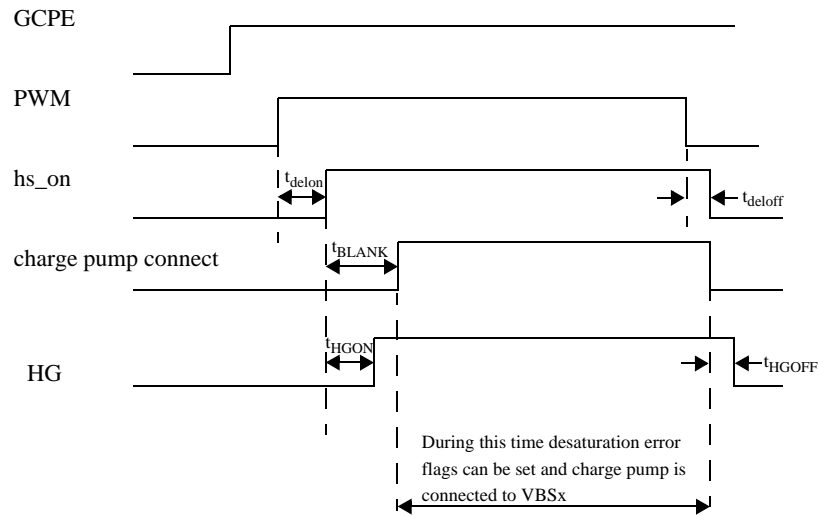 GCPE
PWM
hs_on
t_delon
t_deloff
charge pump connect
t_BLANK
HG
t_HGON
t_HGOFF
During this time desaturation error
flags can be set and charge pump is
connected to VBSx